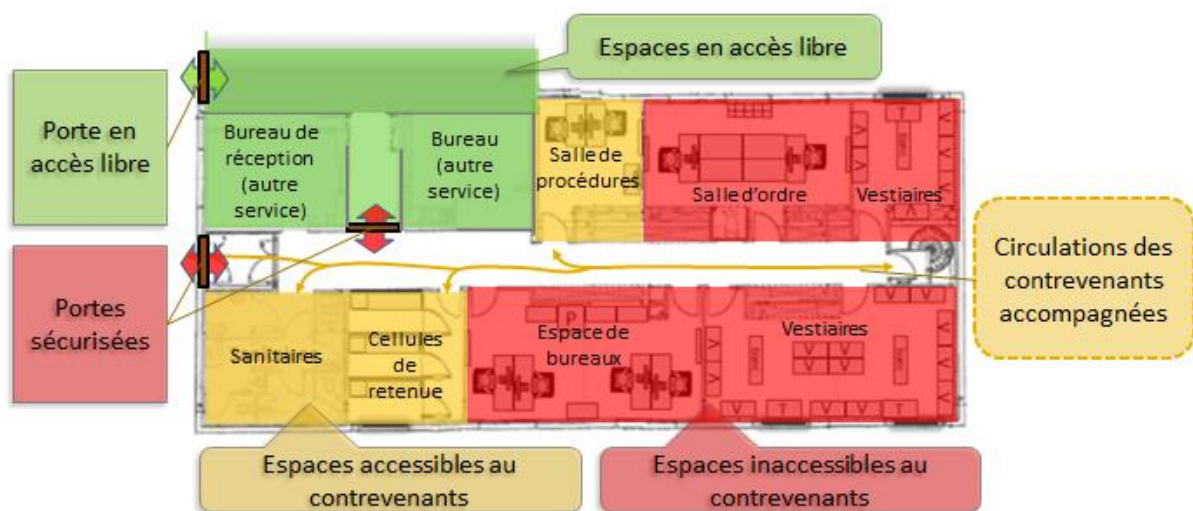 Espaces en accès libre
Porte en
accès libre
Bureau de
réception
(autre
service)
Bureau
(autre
service)
Salle de
procédures
Salle d'ordre
Vestiaires
Circulations des
contrevenants
accompagnées
Portes
sécurisées
Sanitaires
Cellules
de
retenue
Espace de
bureaux
Vestiaires
Espaces accessibles au
contrevenants
Espaces inaccessibles au
contrevenants